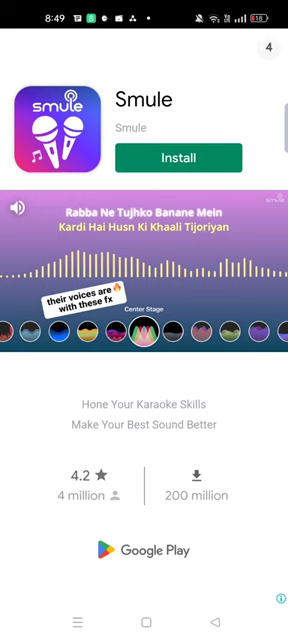 8:49
18
4
smule
Smule
Smule
Install
smule
Rabba Ne Tujhko Banane Mein
Kardi Hai Husn Ki Khaali Tijoriyan
their voices are🔥
with these fx
Center Stage
Hone Your Karaoke Skills
Make Your Best Sound Better
4.2 ★
4 million
200 million
Google Play